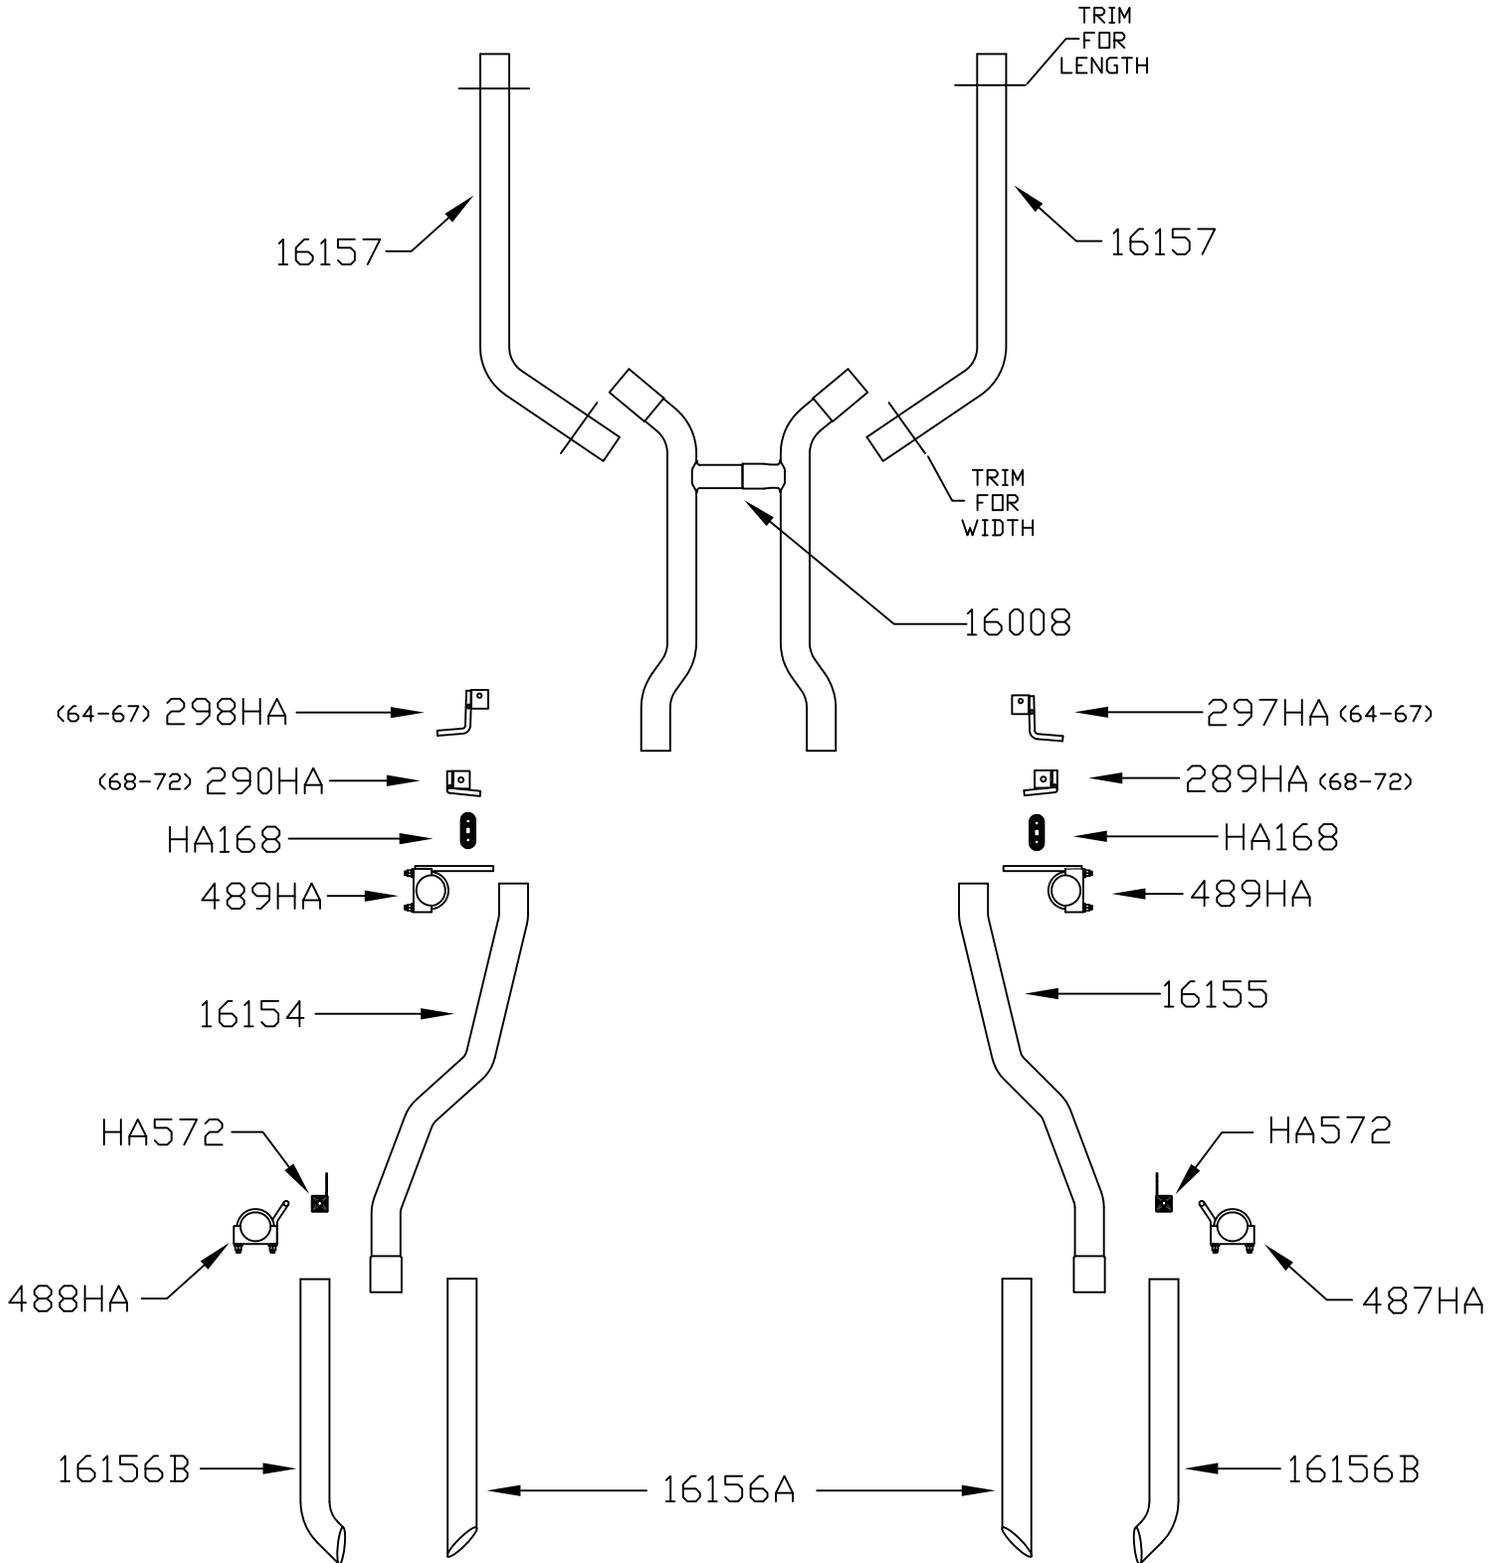 TRIM
FOR
LENGTH
16157
16157
TRIM
FOR
WIDTH
16008
(64-67) 298HA
297HA (64-67)
(68-72) 290HA
289HA (68-72)
HA168
HA168
489HA
489HA
16154
16155
HA572
HA572
488HA
487HA
16156B
16156A
16156B